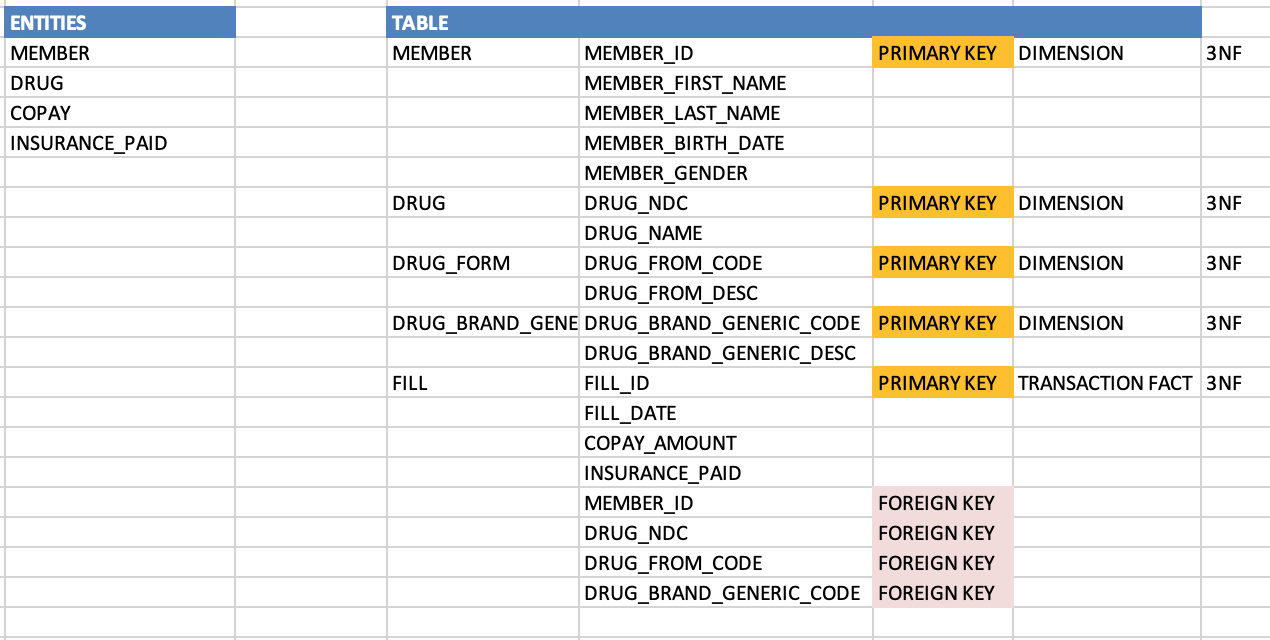 ENTITIES TABLE
MEMBER MEMBER MEMBER_ID PRIMARY KEY DIMENSION 3NF
DRUG MEMBER_FIRST_NAME
COPAY MEMBER_LAST_NAME
INSURANCE_PAID MEMBER_BIRTH_DATE
MEMBER_GENDER
DRUG DRUG_NDC PRIMARY KEY DIMENSION 3NF
DRUG_NAME
DRUG_FORM DRUG_FROM_CODE PRIMARY KEY DIMENSION 3NF
DRUG_FROM_DESC
DRUG_BRAND_GENE DRUG_BRAND_GENERIC_CODE PRIMARY KEY DIMENSION 3NF
DRUG_BRAND_GENERIC_DESC
FILL FILL_ID PRIMARY KEY TRANSACTION FACT 3NF
FILL_DATE
COPAY_AMOUNT
INSURANCE_PAID
MEMBER_ID FOREIGN KEY
DRUG_NDC FOREIGN KEY
DRUG_FROM_CODE FOREIGN KEY
DRUG_BRAND_GENERIC_CODE FOREIGN KEY